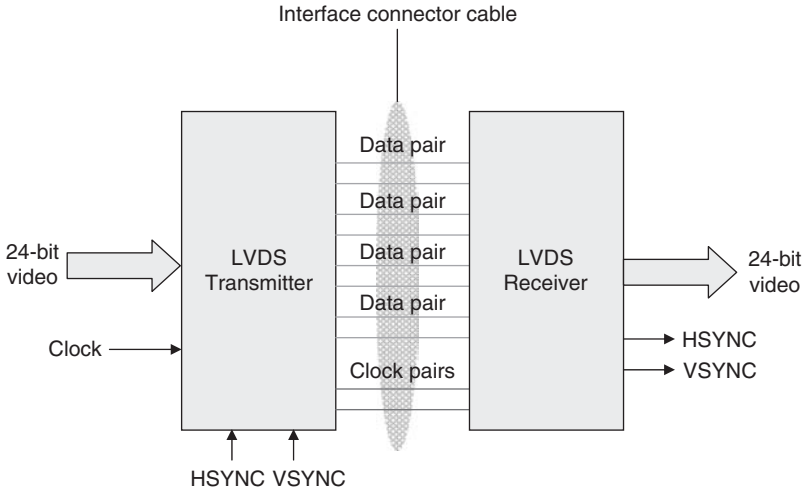 Interface connector cable
Data pair
Data pair
Data pair
Data pair
Clock pairs
24-bit
video
LVDS
Transmitter
LVDS
Receiver
24-bit
video
Clock
HSYNC
VSYNC
HSYNC VSYNC